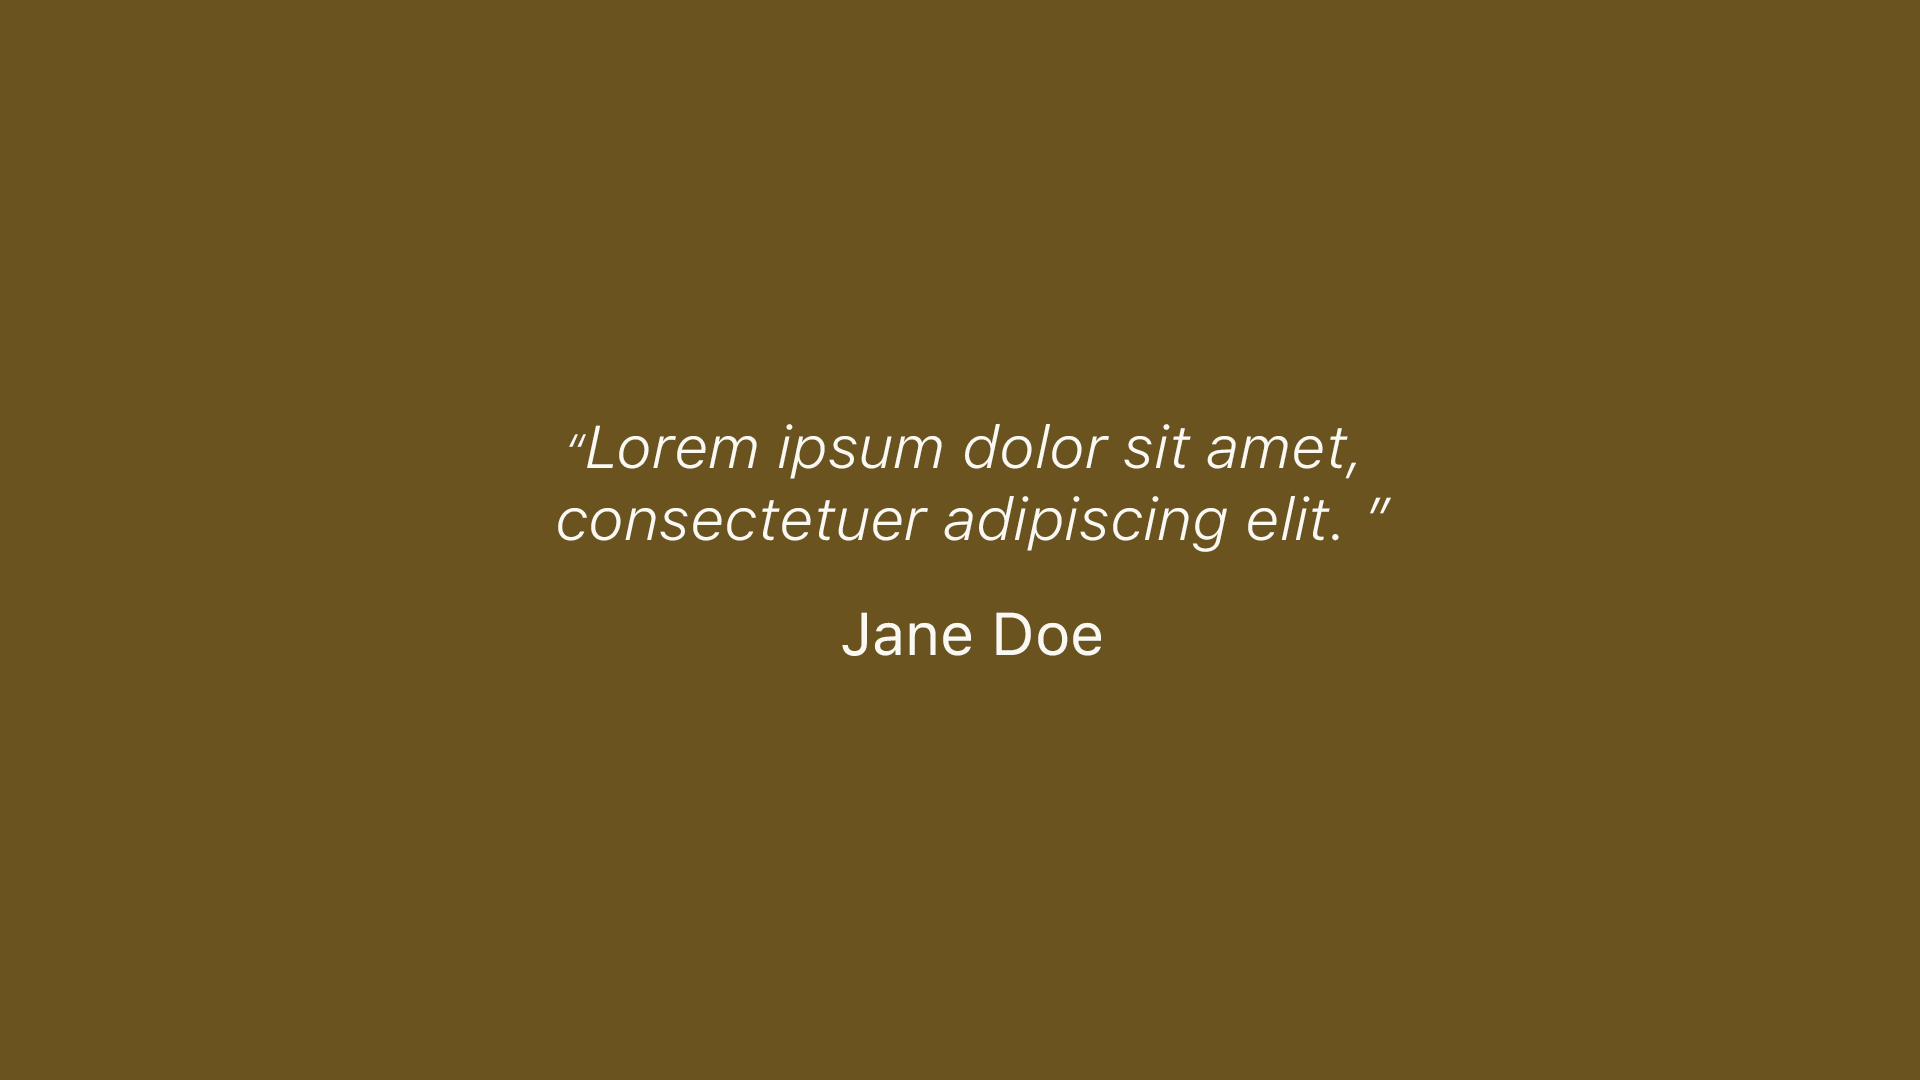 “Lorem ipsum dolor sit amet,
consectetuer adipiscing elit. ”
Jane Doe